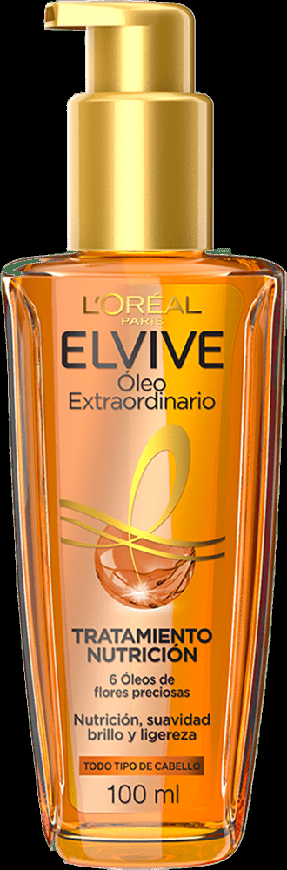 L'ORÉAL
PARIS
ELVIVE
Óleo
Extraordinario
TRATAMIENTO
NUTRICIÓN
6 Óleos de
flores preciosas
Nutrición, suavidad
brillo y ligereza
TODO TIPO DE CABELLO
100 ml